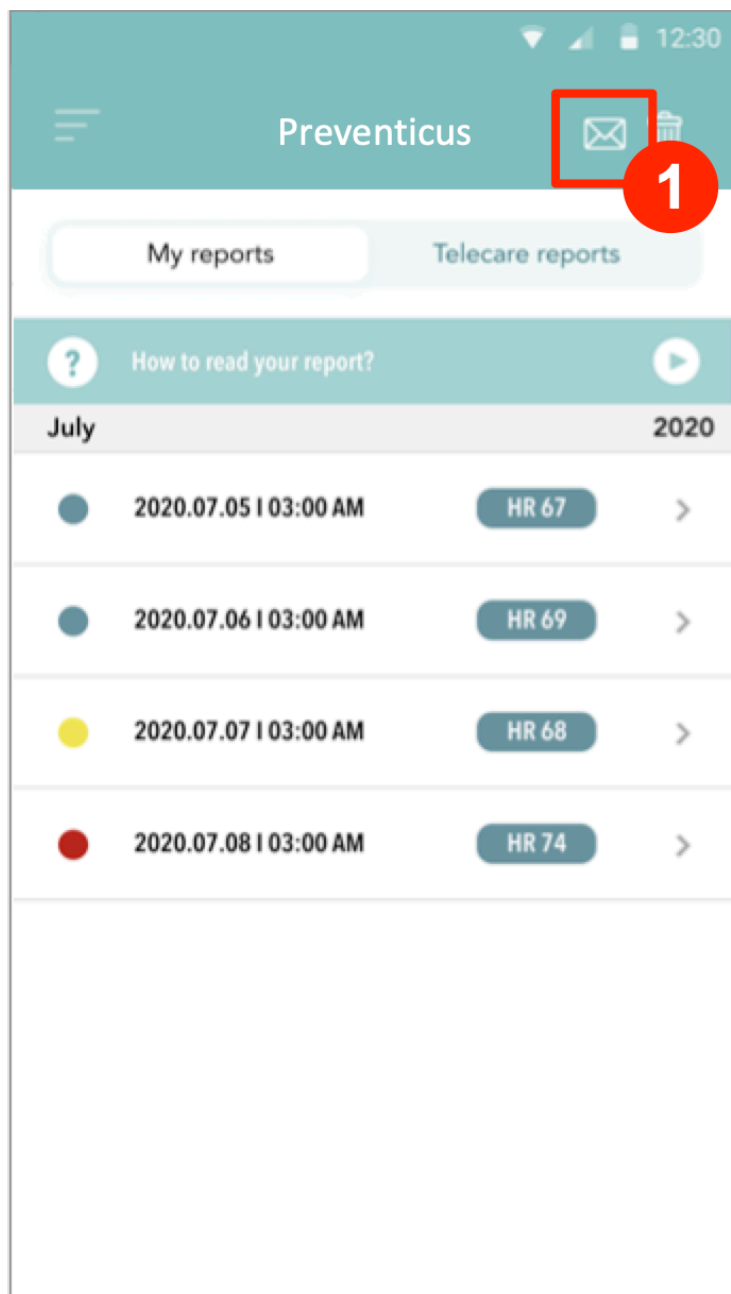 12:30
Preventicus
1
My reports Telecare reports
? How to read your report?
July 2020
2020.07.05 I 03:00 AM HR 67
2020.07.06 I 03:00 AM HR 69
2020.07.07 I 03:00 AM HR 68
2020.07.08 I 03:00 AM HR 74